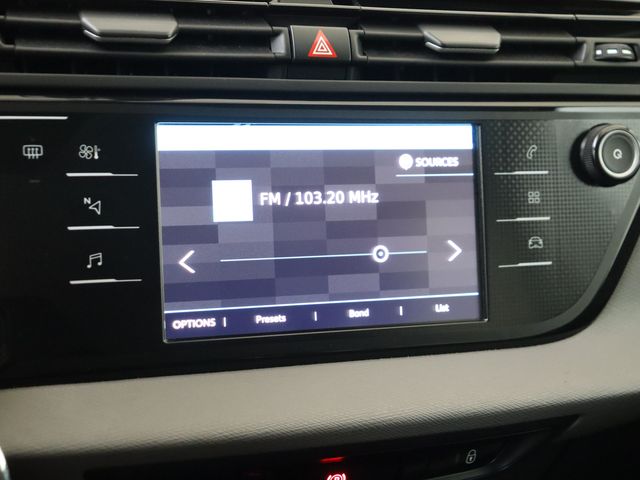 SOURCES
FM / 103.20 MHz
OPTIONS | Presets | Band | List
N